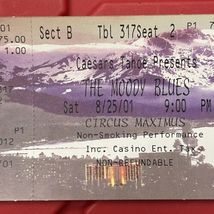 01 Sect B Tbl 317 Seat 2 P1
75.00 Caesars Tahoe Presents
THE MOODY BLUES
Sat 8/25/01 9:00 PM
CIRCUS MAXIMUS
Non-Smoking Performance
Inc. Casino Ent. Tax
NON-REFUNDABLE